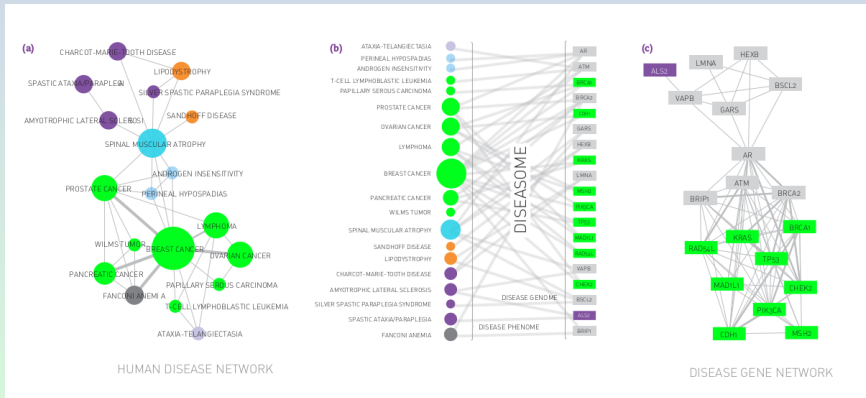 (a)
CHARCOT-MARIE-TOOTH DISEASE
LIPODYSTROPHY
SPASTIC ATAXIA/PARAPLEGIA
SILVER SPASTIC PARAPLEGIA SYNDROME
SANDHOFF DISEASE
AMYOTROPHIC LATERAL SCLEROSIS
SPINAL MUSCULAR ATROPHY
ANDROGEN INSENSITIVITY
PROSTATE CANCER
PERINEAL HYPOSPADIAS
LYMPHOMA
WILMS TUMOR
BREAST CANCER
OVARIAN CANCER
PANCREATIC CANCER
PAPILLARY SEROUS CARCINOMA
FANCONI ANEMIA
T-CELL LYMPHOBLASTIC LEUKEMIA
ATAXIA-TELANGIECTASIA
HUMAN DISEASE NETWORK
(b)
ATAXIA-TELANGIECTASIA
PERINEAL HYPOSPADIAS
ANDROGEN INSENSITIVITY
T-CELL LYMPHOBLASTIC LEUKEMIA
PAPILLARY SEROUS CARCINOMA
PROSTATE CANCER
OVARIAN CANCER
LYMPHOMA
BREAST CANCER
PANCREATIC CANCER
WILMS TUMOR
SPINAL MUSCULAR ATROPHY
SANDHOFF DISEASE
LIPODYSTROPHY
CHARCOT-MARIE-TOOTH DISEASE
AMYOTROPHIC LATERAL SCLEROSIS
SILVER SPASTIC PARAPLEGIA SYNDROME
SPASTIC ATAXIA/PARAPLEGIA
FANCONI ANEMIA
DISEASOME
DISEASE GENOME
DISEASE PHENOME
AR
ATM
BRCA1
BRCA2
CDH1
GARS
HEXB
KRAS
LMNA
MSH2
PIK3CA
TP53
MAD1L1
RAD54L
VAPB
CHEK2
BSCL2
ALS2
BRIP1
(c)
HEXB
LMNA
ALS2
BSCL2
VAPB
GARS
AR
ATM
BRIP1
BRCA2
BRCA1
KRAS
RAD54L
TP53
MAD1L1
CHEK2
PIK3CA
CDH1
MSH2
DISEASE GENE NETWORK